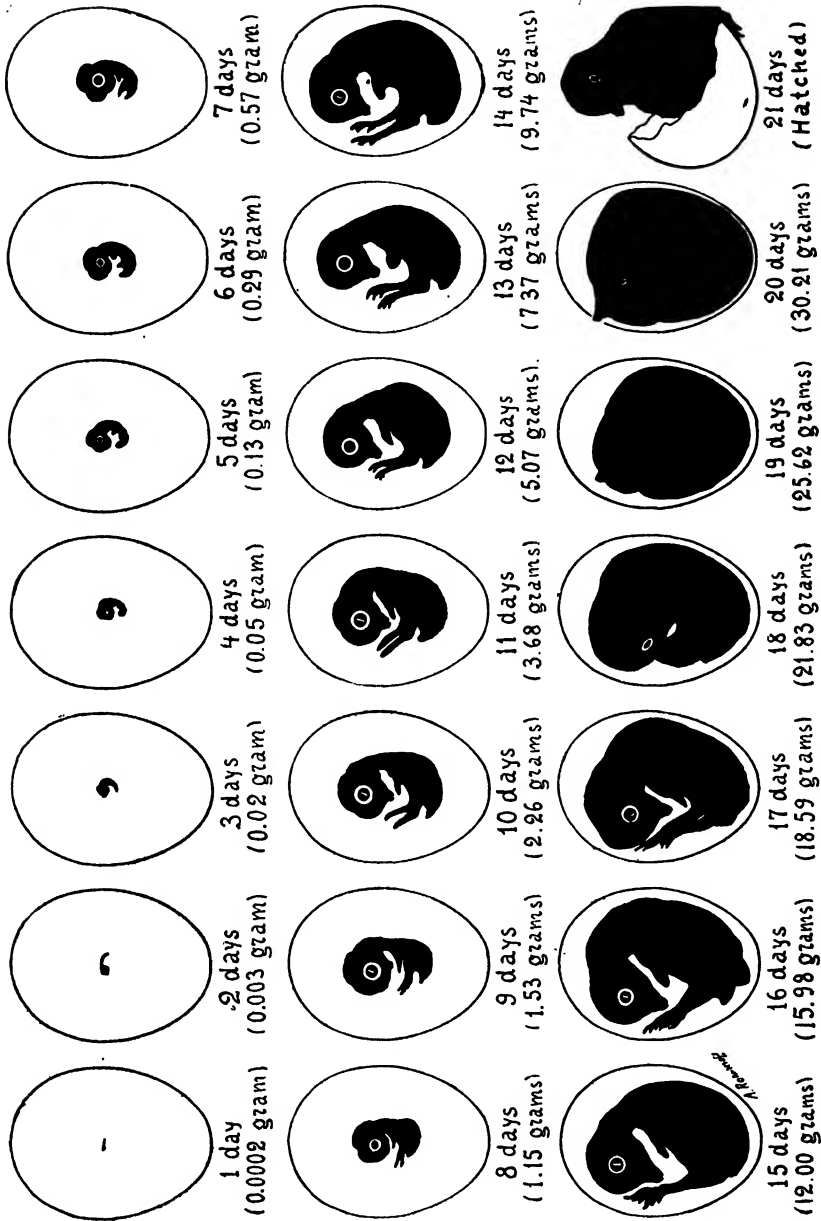 1 day
(0.0002 gram)
2 days
(0.003 gram)
3 days
(0.02 gram)
4 days
(0.05 gram)
5 days
(0.13 gram)
6 days
(0.29 gram)
7 days
(0.57 gram)
8 days
(1.15 grams)
9 days
(1.53 grams)
10 days
(2.26 grams)
11 days
(3.68 grams)
12 days
(5.07 grams).
13 days
(7 37 grams)
14 days
(9.74 grams)
15 days
(12.00 grams)
16 days
(15.98 grams)
17 days
(18.59 grams)
18 days
(21.83 grams)
19 days
(25.62 grams)
20 days
(30.21 grams)
21 days
(Hatched)